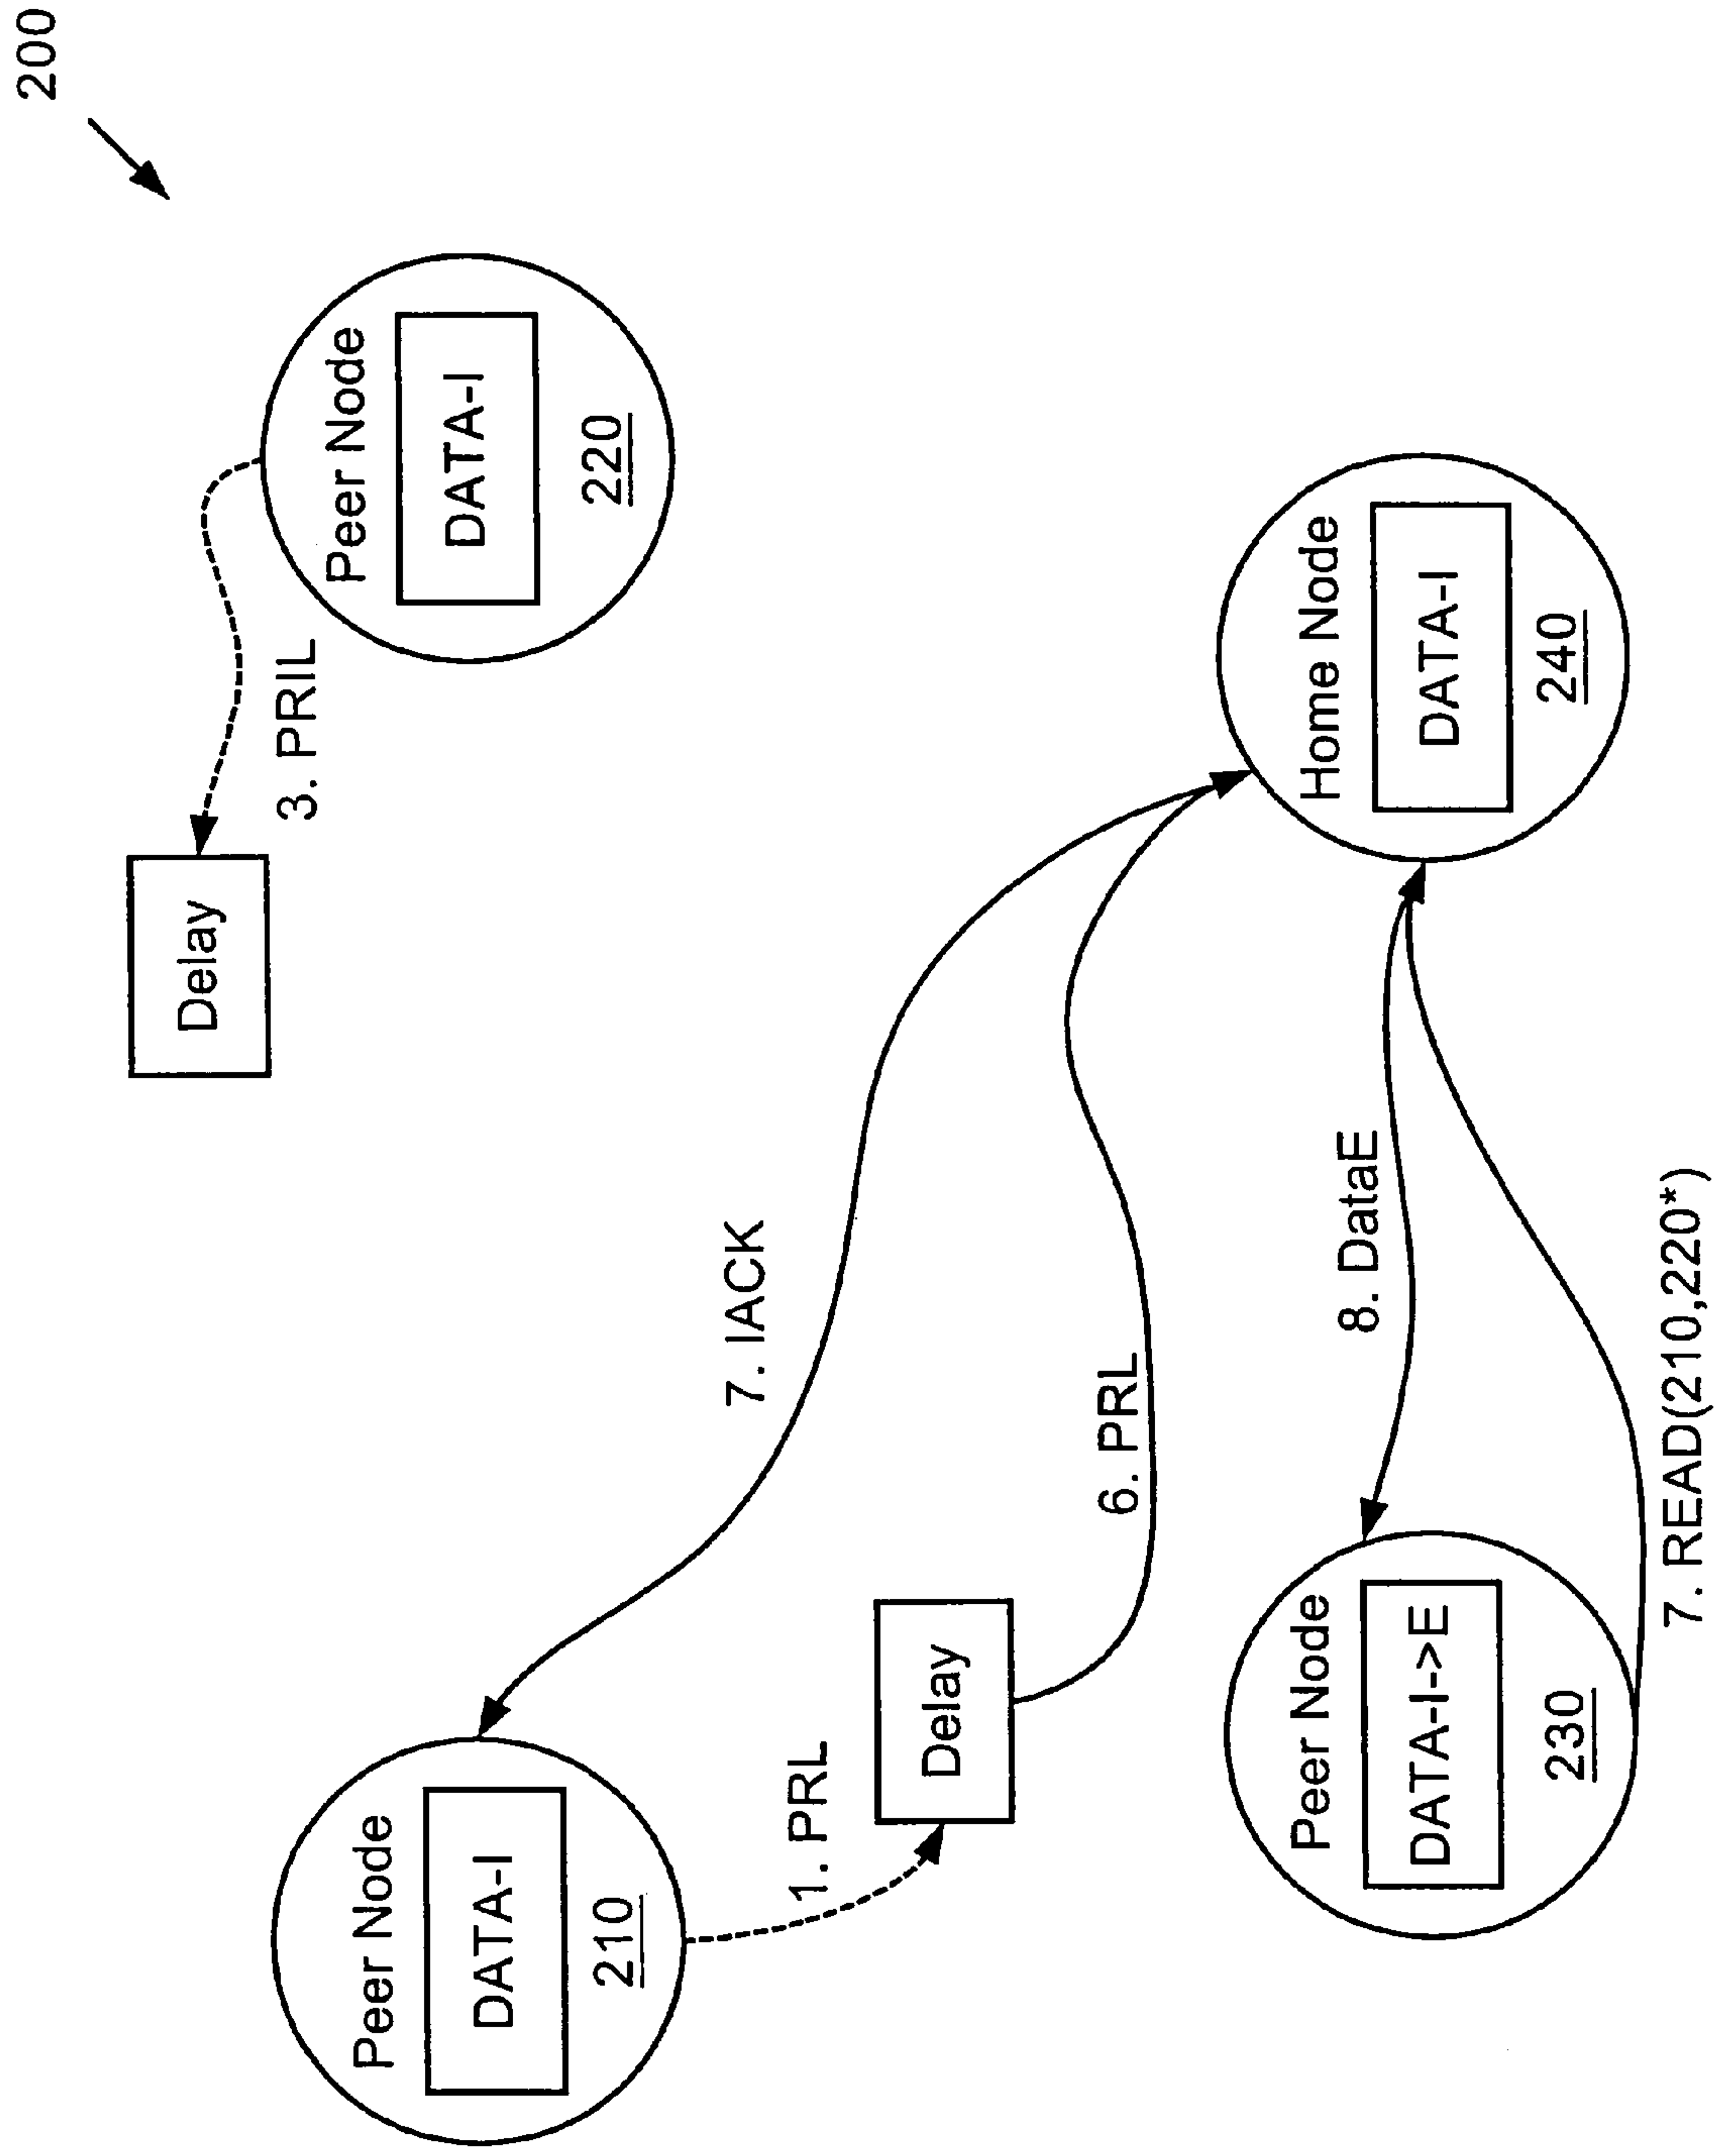 200
Peer Node
DATA-I
210
Peer Node
DATA-I
220
Delay
3. PRIL
7. IACK
1. PRL
Delay
6. PRL
Peer Node
DATA-I->E
230
8. DataE
Home Node
DATA-I
240
7. READ(210,220*)